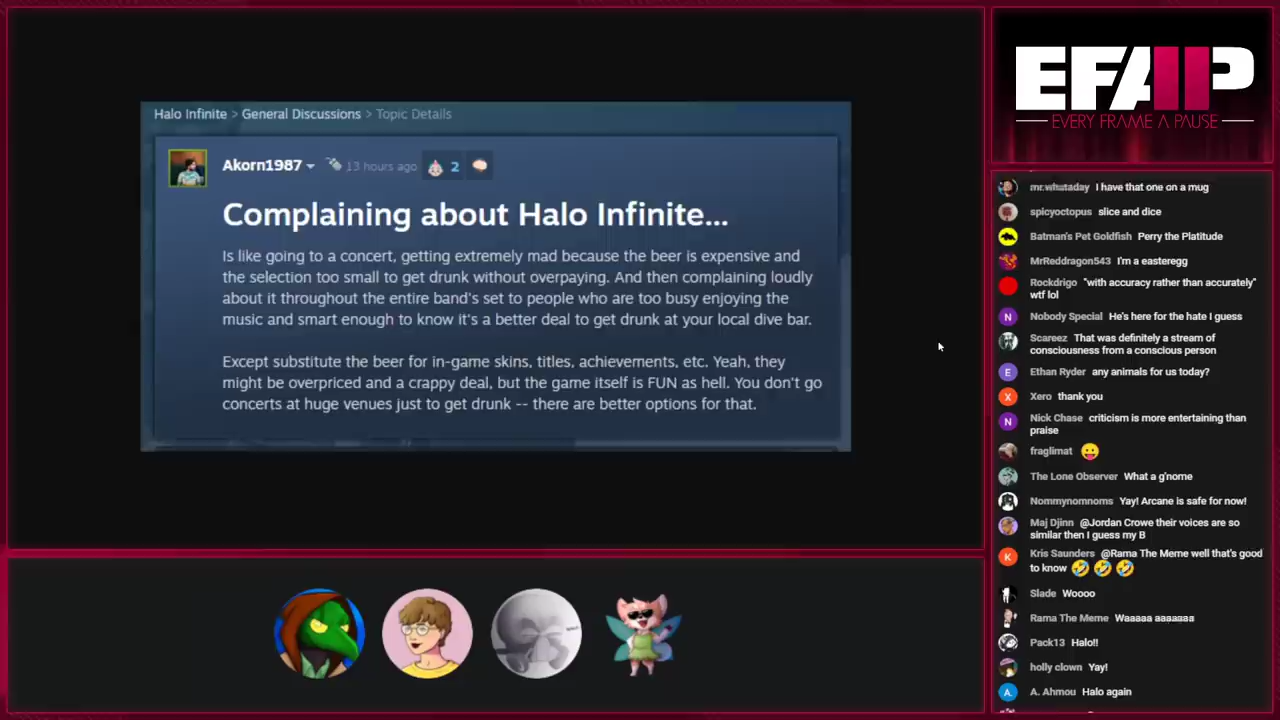 Halo Infinite > General Discussions > Topic Details
Akorn1987 13 hours ago 2
Complaining about Halo Infinite...
Is like going to a concert, getting extremely mad because the beer is expensive and
the selection too small to get drunk without overpaying. And then complaining loudly
about it throughout the entire band's set to people who are too busy enjoying the
music and smart enough to know it's a better deal to get drunk at your local dive bar.
Except substitute the beer for in-game skins, titles, achievements, etc. Yeah, they
might be overpriced and a crappy deal, but the game itself is FUN as hell. You don't go
concerts at huge venues just to get drunk -- there are better options for that.
EFAP
EVERY FRAME A PAUSE
mr.whataday I have that one on a mug
spicyoctopus slice and dice
Batman's Pet Goldfish Perry the Platitude
MrReddragon543 I'm a easteregg
Rockdrigo "with accuracy rather than accurately"
wtf lol
Nobody Special He's here for the hate I guess
Scareez That was definitely a stream of
consciousness from a conscious person
Ethan Ryder any animals for us today?
Xero thank you
Nick Chase criticism is more entertaining than
praise
fraglimat
The Lone Observer What a g'nome
Nommynomnoms Yay! Arcane is safe for now!
Maj Djinn @Jordan Crowe their voices are so
similar then I guess my B
Kris Saunders @Rama The Meme well that's good
to know
Slade Woooo
Rama The Meme Waaaaa aaaaaaa
Pack13 Halo!!
holly clown Yay!
A. Ahmou Halo again